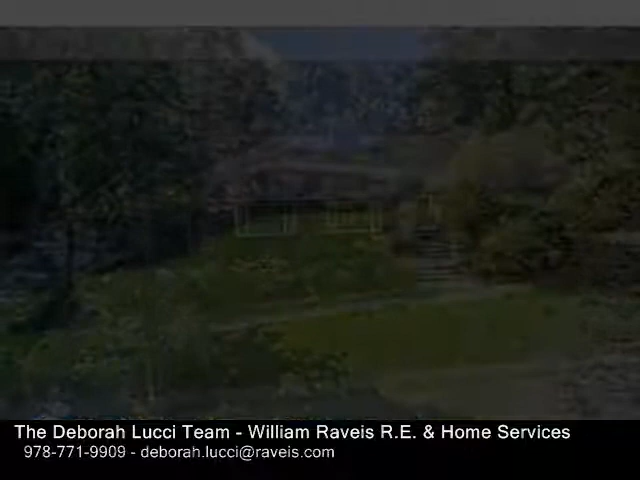 The Deborah Lucci Team - William Raveis R.E. & Home Services
978-771-9909 - deborah.lucci@raveis.com